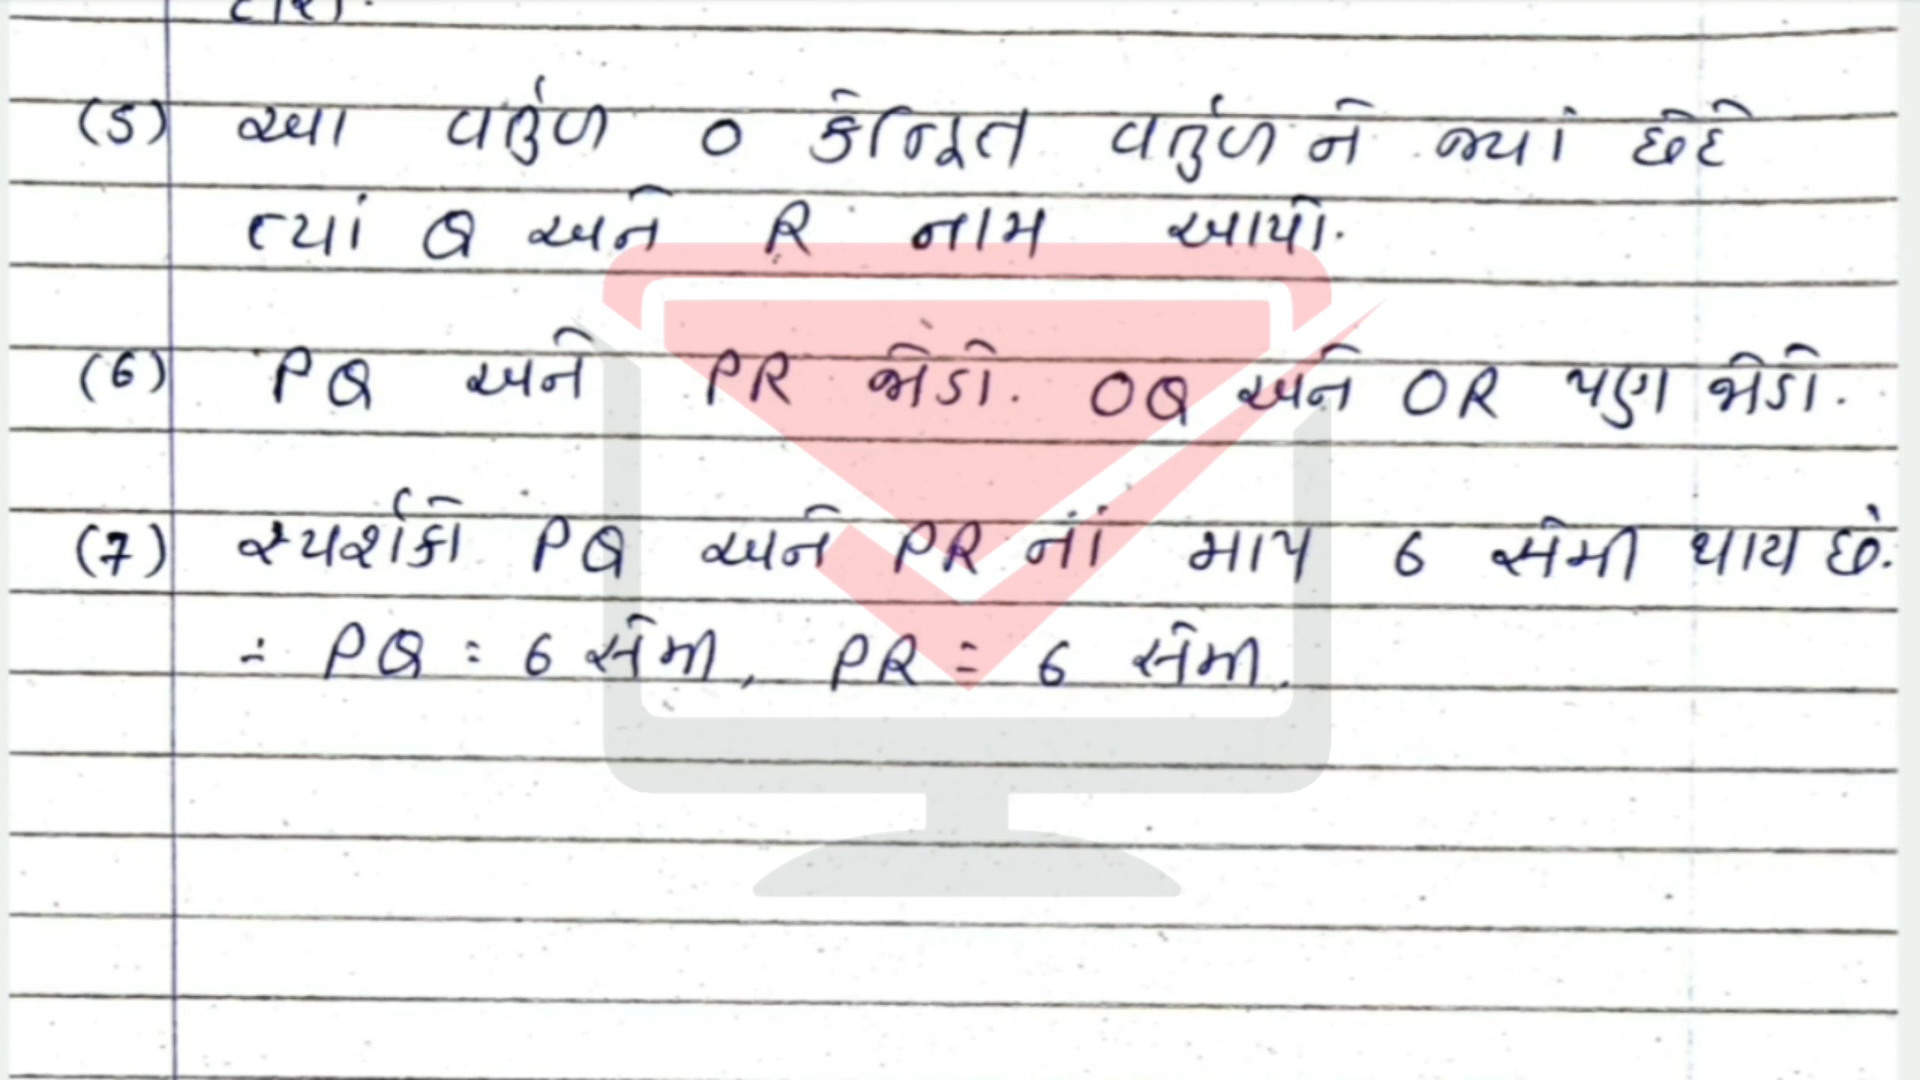 (5) આ વર્તુળ O કેન્દ્રિત વર્તુળને જ્યાં છેદે
ત્યાં Q અને R નામ આપો.
(6) PQ અને PR જોડો. OQ અને OR પણ જોડો.
(7) સ્પર્શકો PQ અને PR નાં માપ 6 સેમી થાય છે.
∴ PQ = 6 સેમી, PR = 6 સેમી.